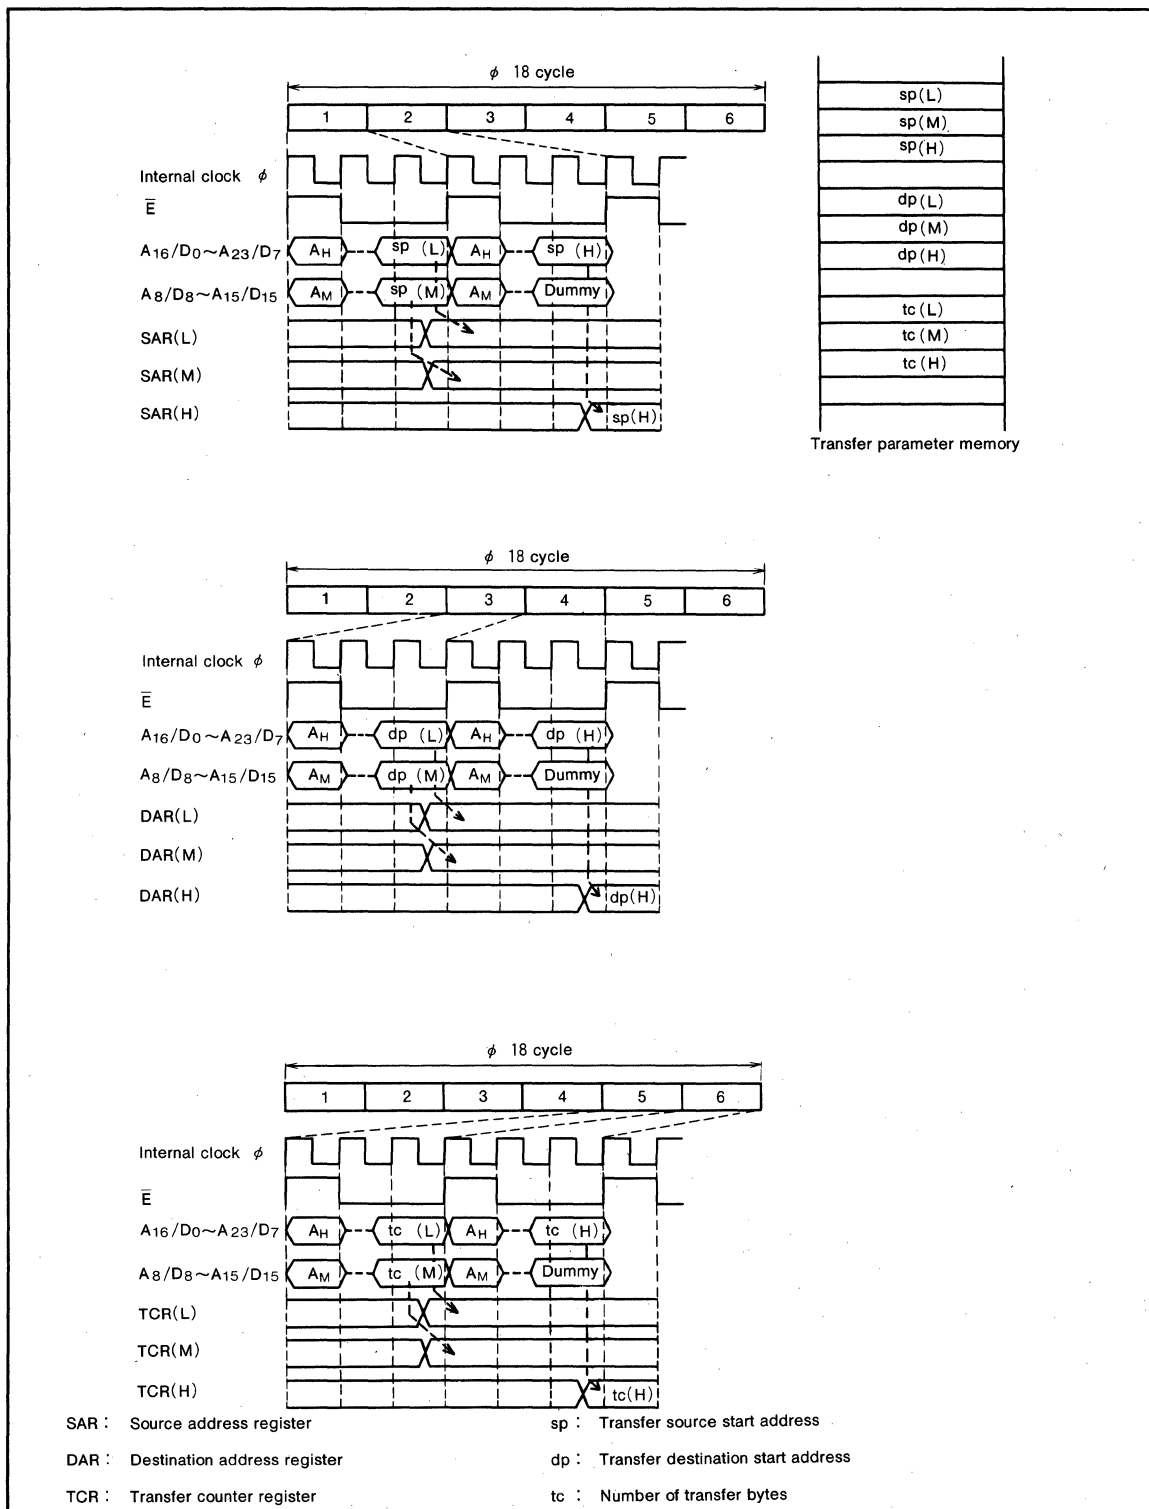 φ 18 cycle
1 2 3 4 5 6
Internal clock φ
E̅
A16/D0~A23/D7 AH sp (L) AH sp (H)
A8/D8~A15/D15 AM sp (M) AM Dummy
SAR(L)
SAR(M)
SAR(H) sp(H)
sp(L)
sp(M)
sp(H)
dp(L)
dp(M)
dp(H)
tc(L)
tc(M)
tc(H)
Transfer parameter memory
φ 18 cycle
1 2 3 4 5 6
Internal clock φ
E̅
A16/D0~A23/D7 AH dp (L) AH dp (H)
A8/D8~A15/D15 AM dp (M) AM Dummy
DAR(L)
DAR(M)
DAR(H) dp(H)
φ 18 cycle
1 2 3 4 5 6
Internal clock φ
E̅
A16/D0~A23/D7 AH tc (L) AH tc (H)
A8/D8~A15/D15 AM tc (M) AM Dummy
TCR(L)
TCR(M)
TCR(H) tc(H)
SAR : Source address register
sp : Transfer source start address
DAR : Destination address register
dp : Transfer destination start address
TCR : Transfer counter register
tc : Number of transfer bytes